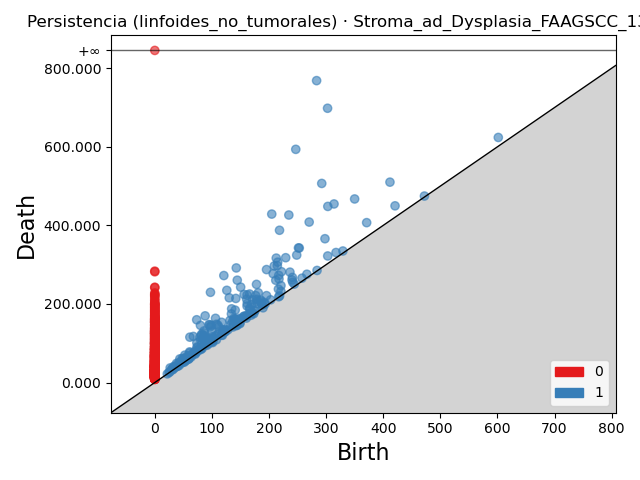 Persistencia (linfoides_no_tumorales) · Stroma_ad_Dysplasia_FAAGSCC_13
+∞
800.000
600.000
400.000
200.000
0.000
Death
0 100 200 300 400 500 600 700 800
Birth
0
1